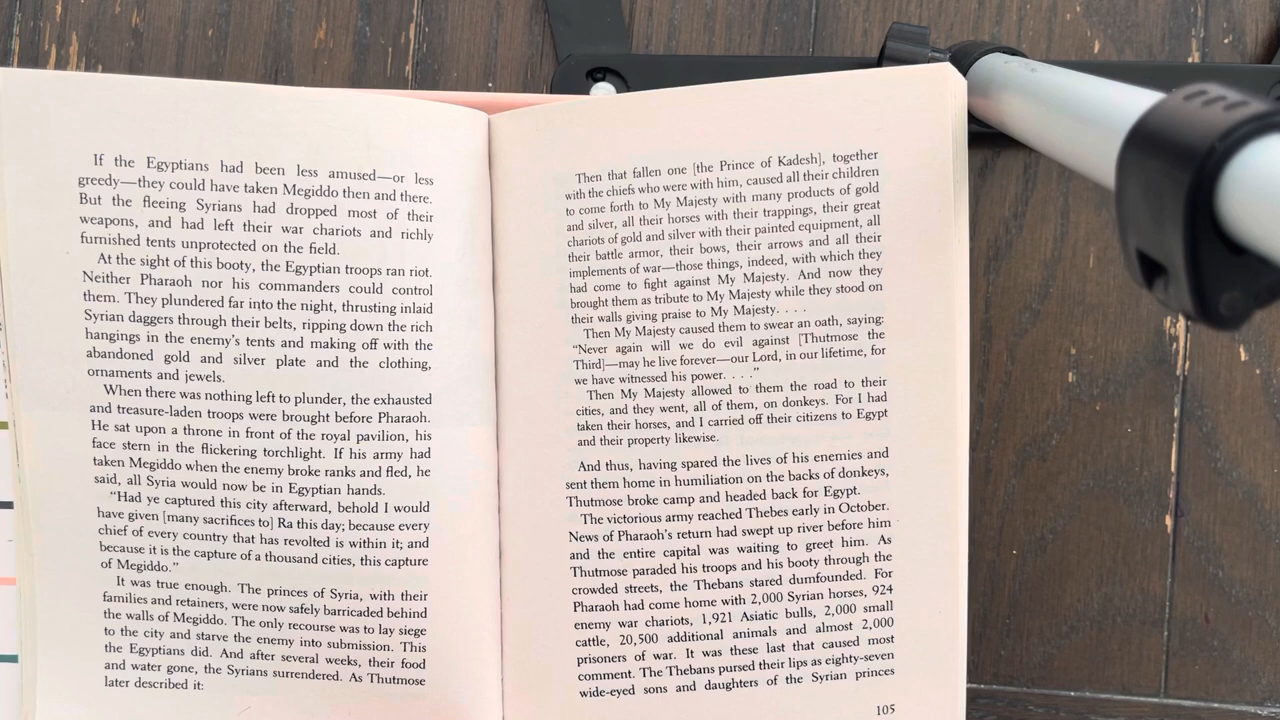 If the Egyptians had been less amused—or less
greedy—they could have taken Megiddo then and there.
But the fleeing Syrians had dropped most of their
weapons, and had left their war chariots and richly
furnished tents unprotected on the field.
At the sight of this booty, the Egyptian troops ran riot.
Neither Pharaoh nor his commanders could control
them. They plundered far into the night, thrusting inlaid
Syrian daggers through their belts, ripping down the rich
hangings in the enemy's tents and making off with the
abandoned gold and silver plate and the clothing,
ornaments and jewels.
When there was nothing left to plunder, the exhausted
and treasure-laden troops were brought before Pharaoh.
He sat upon a throne in front of the royal pavilion, his
face stern in the flickering torchlight. If his army had
taken Megiddo when the enemy broke ranks and fled, he
said, all Syria would now be in Egyptian hands.
"Had ye captured this city afterward, behold I would
have given [many sacrifices to] Ra this day; because every
chief of every country that has revolted is within it; and
because it is the capture of a thousand cities, this capture
of Megiddo."
It was true enough. The princes of Syria, with their
families and retainers, were now safely barricaded behind
the walls of Megiddo. The only recourse was to lay siege
to the city and starve the enemy into submission. This
the Egyptians did. And after several weeks, their food
and water gone, the Syrians surrendered. As Thutmose
later described it:
Then that fallen one [the Prince of Kadesh], together
with the chiefs who were with him, caused all their children
to come forth to My Majesty with many products of gold
and silver, all their horses with their trappings, their great
chariots of gold and silver with their painted equipment, all
their battle armor, their bows, their arrows and all their
implements of war—those things, indeed, with which they
had come to fight against My Majesty. And now they
brought them as tribute to My Majesty while they stood on
their walls giving praise to My Majesty. . . .
Then My Majesty caused them to swear an oath, saying:
"Never again will we do evil against [Thutmose the
Third]—may he live forever—our Lord, in our lifetime, for
we have witnessed his power. . . ."
Then My Majesty allowed to them the road to their
cities, and they went, all of them, on donkeys. For I had
taken their horses, and I carried off their citizens to Egypt
and their property likewise.
And thus, having spared the lives of his enemies and
sent them home in humiliation on the backs of donkeys,
Thutmose broke camp and headed back for Egypt.
The victorious army reached Thebes early in October.
News of Pharaoh's return had swept up river before him
and the entire capital was waiting to greet him. As
Thutmose paraded his troops and his booty through the
crowded streets, the Thebans stared dumfounded. For
Pharaoh had come home with 2,000 Syrian horses, 924
enemy war chariots, 1,921 Asiatic bulls, 2,000 small
cattle, 20,500 additional animals and almost 2,000
prisoners of war. It was these last that caused most
comment. The Thebans pursed their lips as eighty-seven
wide-eyed sons and daughters of the Syrian princes
105